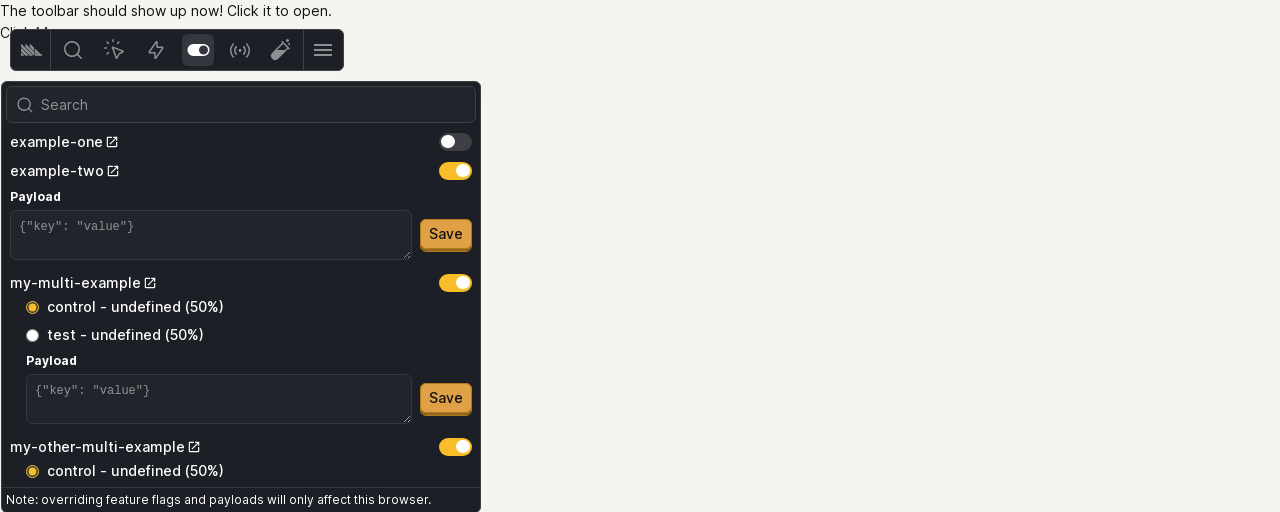 The toolbar should show up now! Click it to open.
Search
example-one
example-two
Payload
{"key": "value"}
Save
my-multi-example
control - undefined (50%)
test - undefined (50%)
Payload
{"key": "value"}
Save
my-other-multi-example
control - undefined (50%)
Note: overriding feature flags and payloads will only affect this browser.